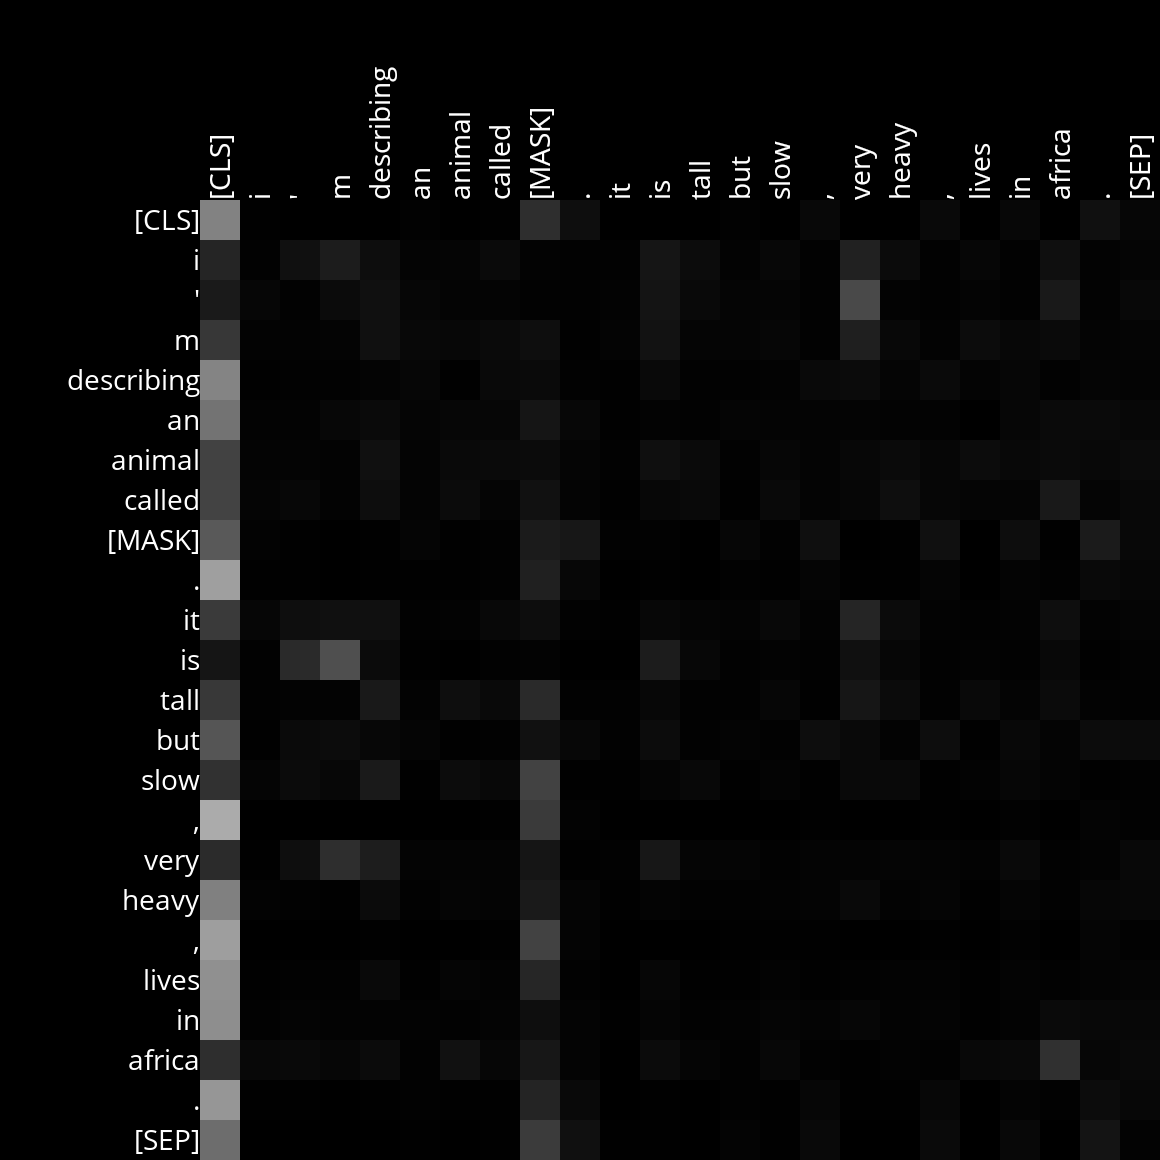 [CLS] i ' m describing an animal called [MASK] . it is tall but slow , very heavy , lives in africa . [SEP]
[CLS]
i
'
m
describing
an
animal
called
[MASK]
.
it
is
tall
but
slow
,
very
heavy
,
lives
in
africa
.
[SEP]